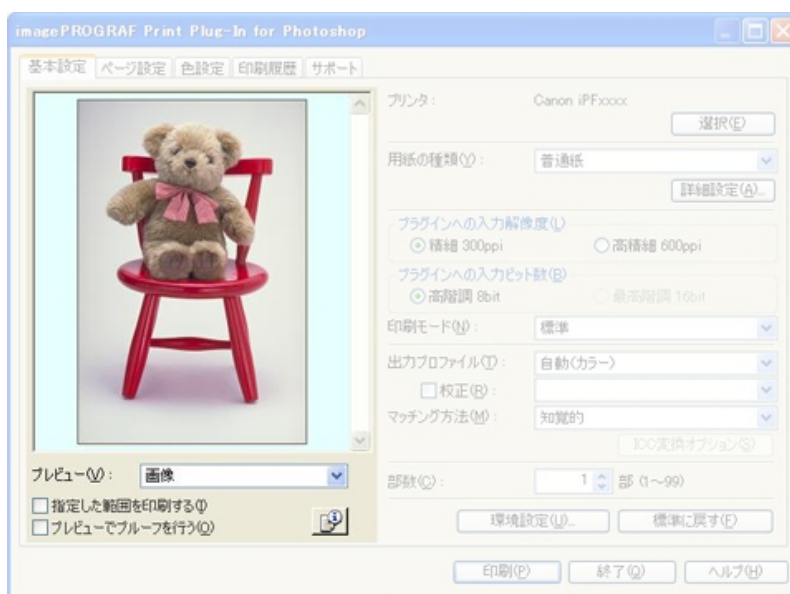 imagePROGRAF Print Plug-In for Photoshop
基本設定 ページ設定 色設定 印刷履歴 サポート
プリンタ： Canon iPFxxxx
選択(E)
用紙の種類(Y)： 普通紙
詳細設定(A)...
プラグインへの入力解像度(L)
精細 300ppi 高精細 600ppi
プラグインへの入力ビット数(B)
高階調 8bit 最高階調 16bit
印刷モード(N)： 標準
出力プロファイル(T)： 自動(カラー)
校正(R)：
マッチング方法(M)： 知覚的
ICC変換オプション(S)
プレビュー(V)： 画像
部数(C)： 1 部 (1～99)
指定した範囲を印刷する(I)
プレビューでプルーフを行う(O)
環境設定(U)... 標準に戻す(F)
印刷(P) 終了(Q) ヘルプ(H)